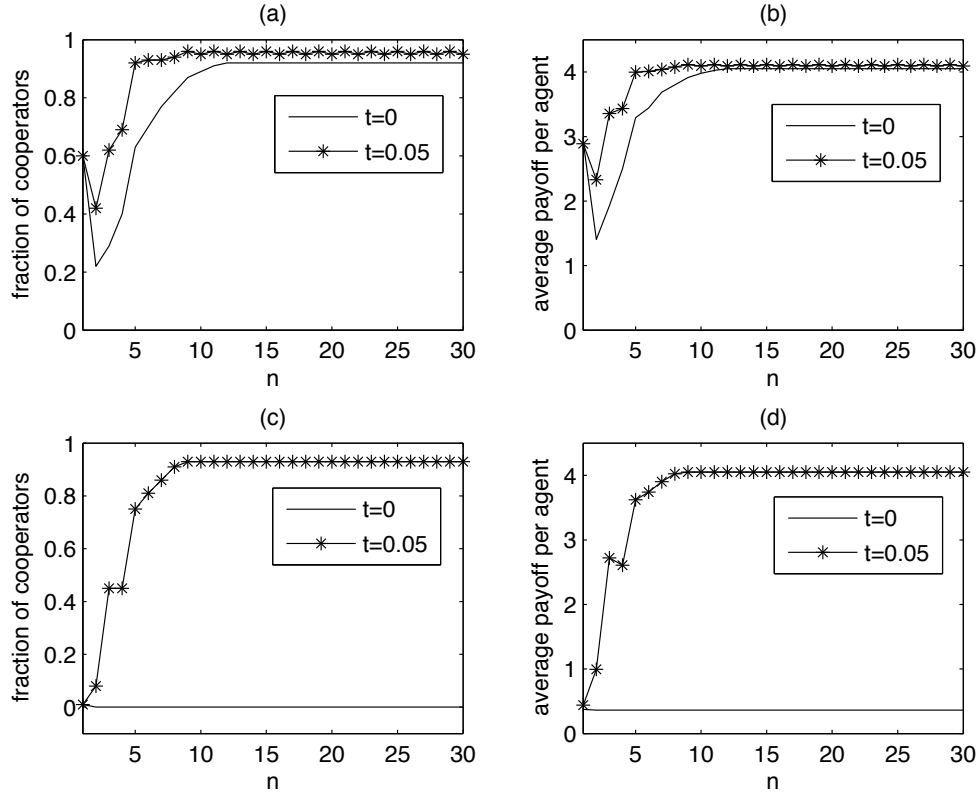 (a)
fraction of cooperators
1
0.8
0.6
0.4
0.2
0
5 10 15 20 25 30
n
t=0
t=0.05
(b)
average payoff per agent
4
3
2
1
0
5 10 15 20 25 30
n
t=0
t=0.05
(c)
fraction of cooperators
1
0.8
0.6
0.4
0.2
0
5 10 15 20 25 30
n
t=0
t=0.05
(d)
average payoff per agent
4
3
2
1
0
5 10 15 20 25 30
n
t=0
t=0.05